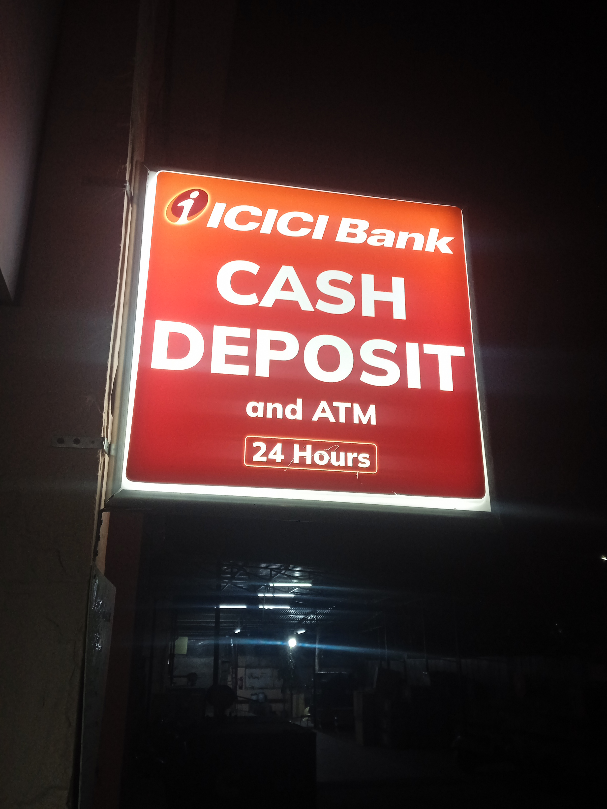 i ICICI Bank
CASH
DEPOSIT
and ATM
24 Hours